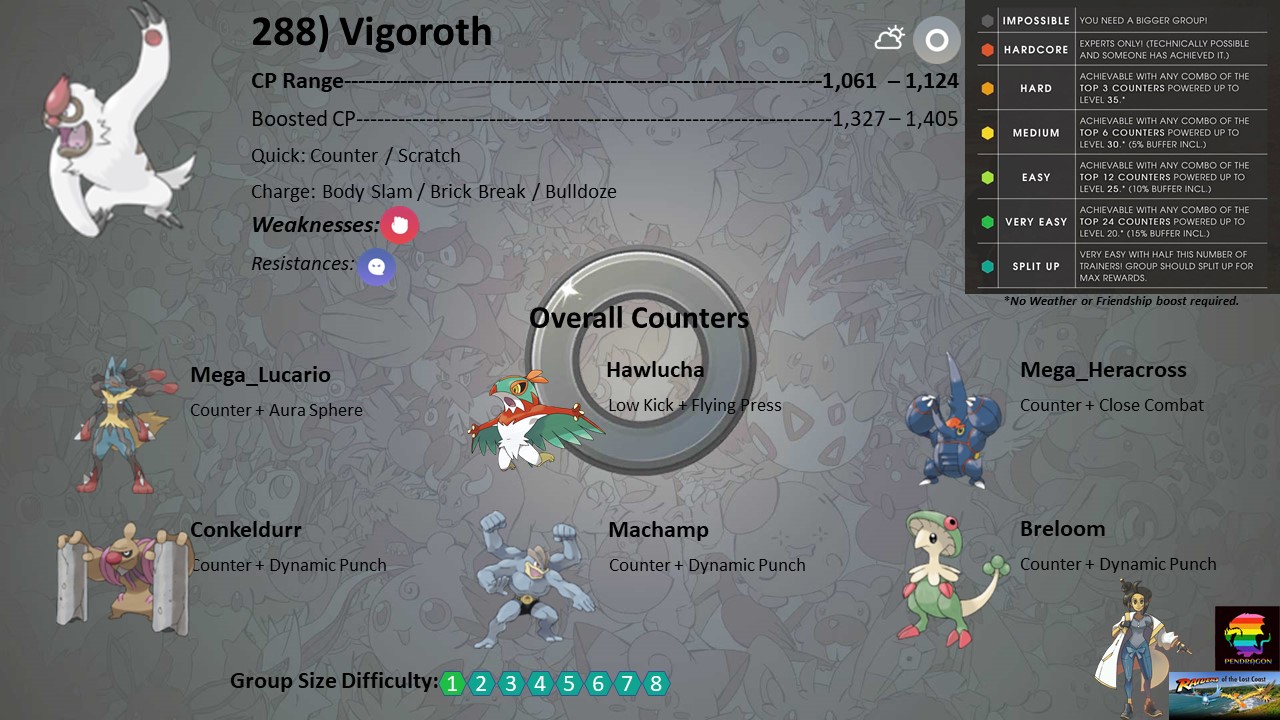 288) Vigoroth
CP Range----------------------------------------------------------------------1,061 – 1,124
Boosted CP----------------------------------------------------------------------1,327 – 1,405
Quick: Counter / Scratch
Charge: Body Slam / Brick Break / Bulldoze
Weaknesses:
Resistances:
IMPOSSIBLE YOU NEED A BIGGER GROUP!
HARDCORE EXPERTS ONLY! (TECHNICALLY POSSIBLE
AND SOMEONE HAS ACHIEVED IT.)
HARD ACHIEVABLE WITH ANY COMBO OF THE
TOP 3 COUNTERS POWERED UP TO
LEVEL 35.*
MEDIUM ACHIEVABLE WITH ANY COMBO OF THE
TOP 6 COUNTERS POWERED UP TO
LEVEL 30.* (5% BUFFER INCL.)
EASY ACHIEVABLE WITH ANY COMBO OF THE
TOP 12 COUNTERS POWERED UP TO
LEVEL 25.* (10% BUFFER INCL.)
VERY EASY ACHIEVABLE WITH ANY COMBO OF THE
TOP 24 COUNTERS POWERED UP TO
LEVEL 20.* (15% BUFFER INCL.)
SPLIT UP VERY EASY WITH HALF THIS NUMBER OF
TRAINERS! GROUP SHOULD SPLIT UP FOR
MAX REWARDS.
*No Weather or Friendship boost required.
Overall Counters
Mega_Lucario
Counter + Aura Sphere
Hawlucha
Low Kick + Flying Press
Mega_Heracross
Counter + Close Combat
Conkeldurr
Counter + Dynamic Punch
Machamp
Counter + Dynamic Punch
Breloom
Counter + Dynamic Punch
Group Size Difficulty: 1 2 3 4 5 6 7 8
PENDROGON
RAIDERS of the Lost Coast